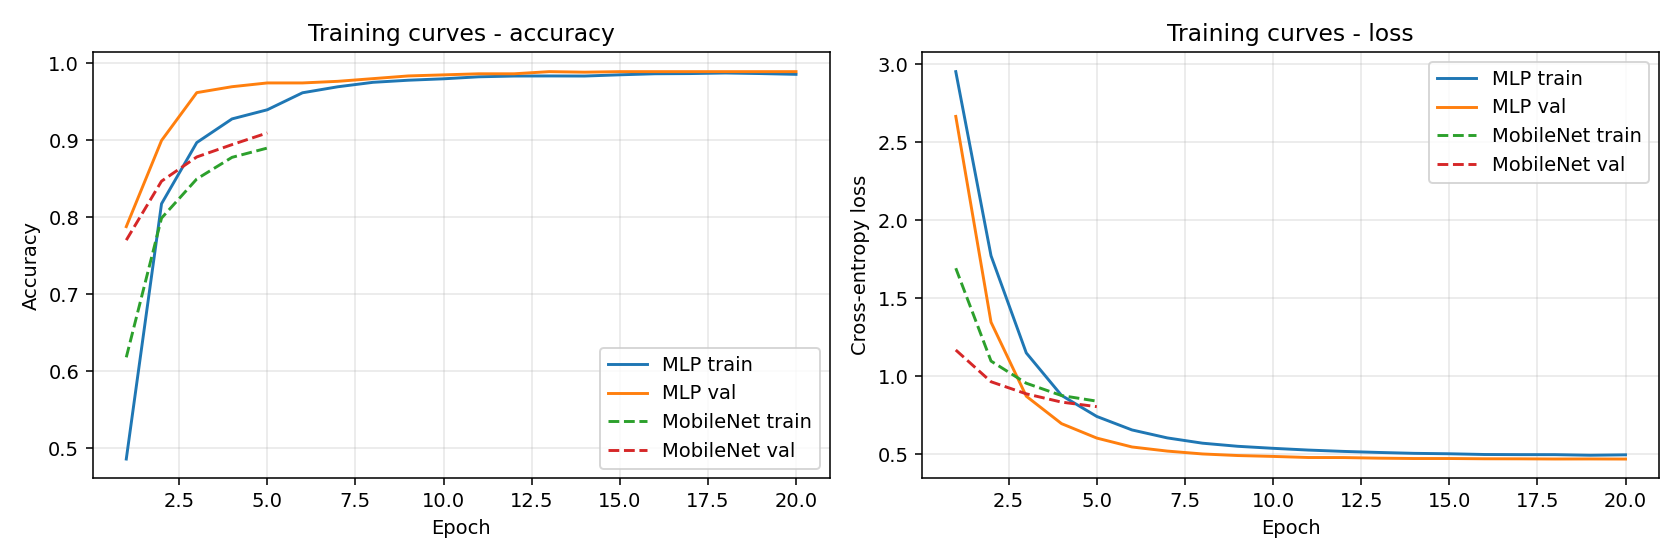 Training curves - accuracy
Accuracy
1.0
0.9
0.8
0.7
0.6
0.5
MLP train
MLP val
MobileNet train
MobileNet val
2.5 5.0 7.5 10.0 12.5 15.0 17.5 20.0
Epoch
Training curves - loss
Cross-entropy loss
3.0
2.5
2.0
1.5
1.0
0.5
MLP train
MLP val
MobileNet train
MobileNet val
2.5 5.0 7.5 10.0 12.5 15.0 17.5 20.0
Epoch